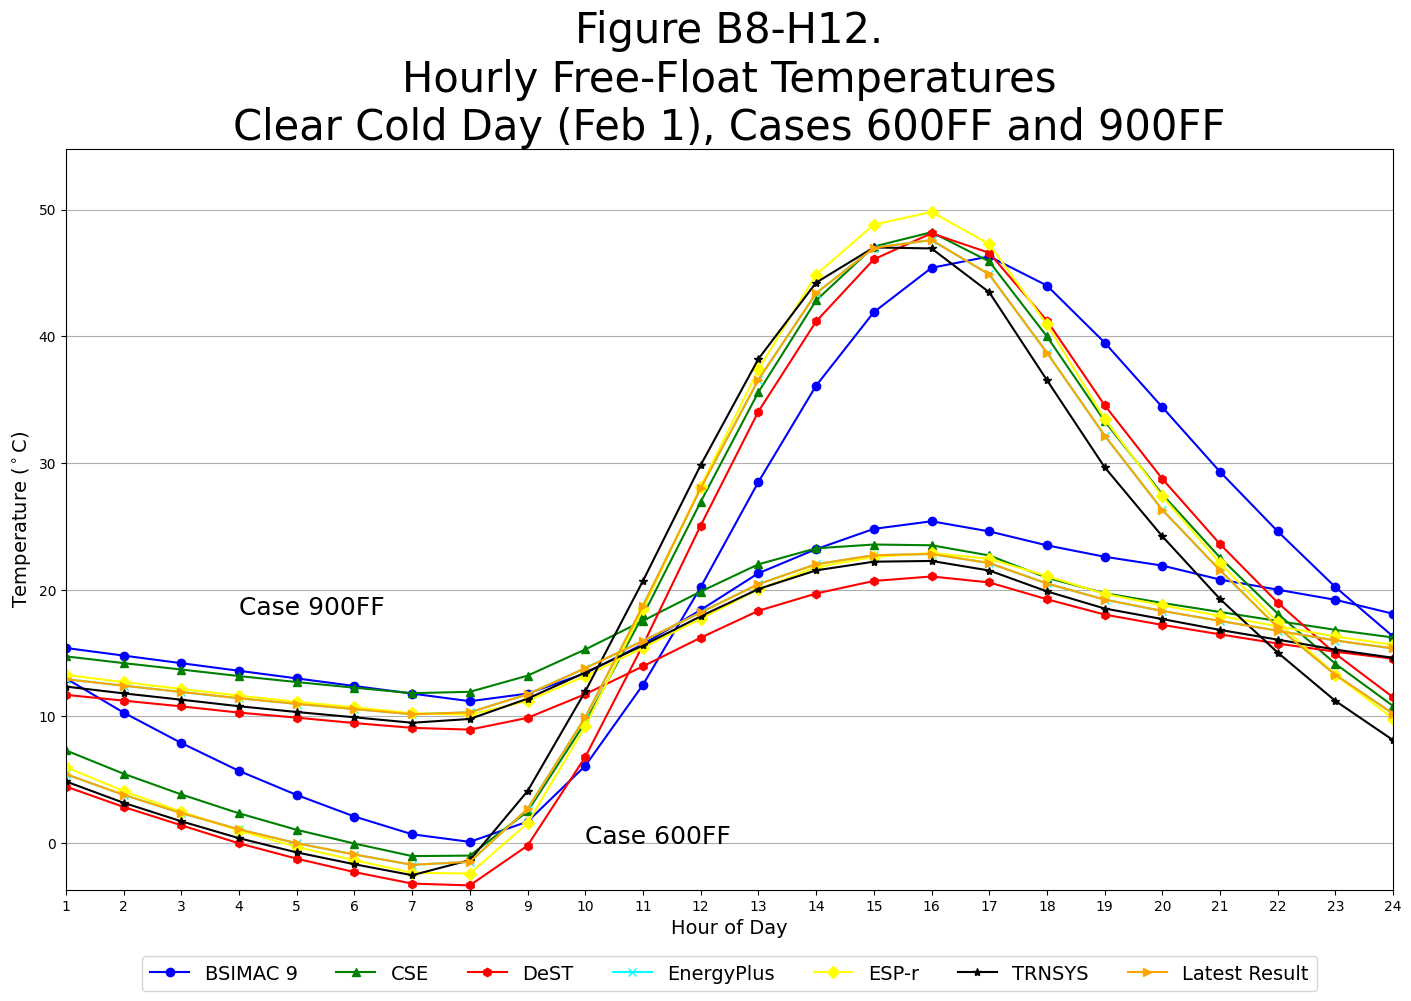 Figure B8-H12.
Hourly Free-Float Temperatures
Clear Cold Day (Feb 1), Cases 600FF and 900FF
50
40
30
20
10
0
Temperature (°C)
Case 900FF
Case 600FF
1 2 3 4 5 6 7 8 9 10 11 12 13 14 15 16 17 18 19 20 21 22 23 24
Hour of Day
BSIMAC 9 CSE DeST EnergyPlus ESP-r TRNSYS Latest Result